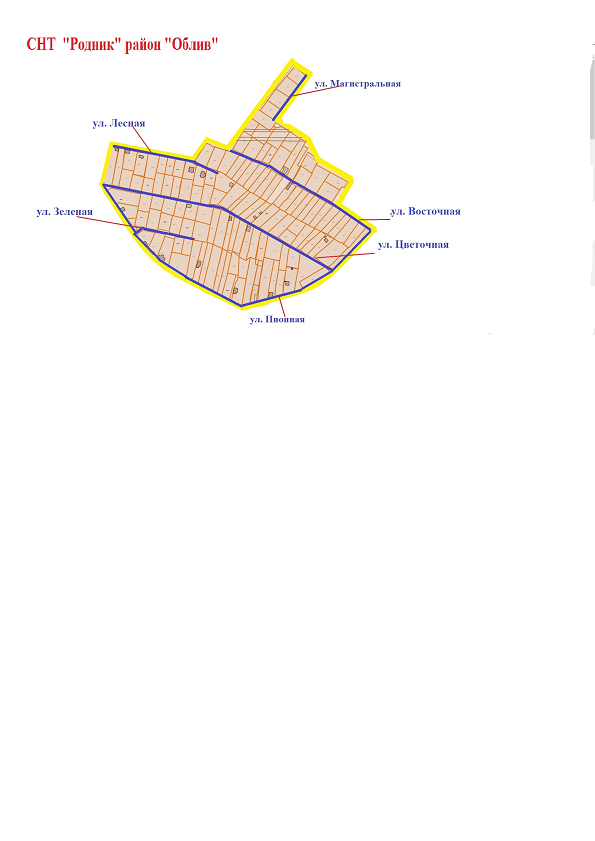 СНТ "Родник" район "Облив"
ул. Магистральная
ул. Лесная
ул. Зеленая
ул. Восточная
ул. Цветочная
ул. Пионная